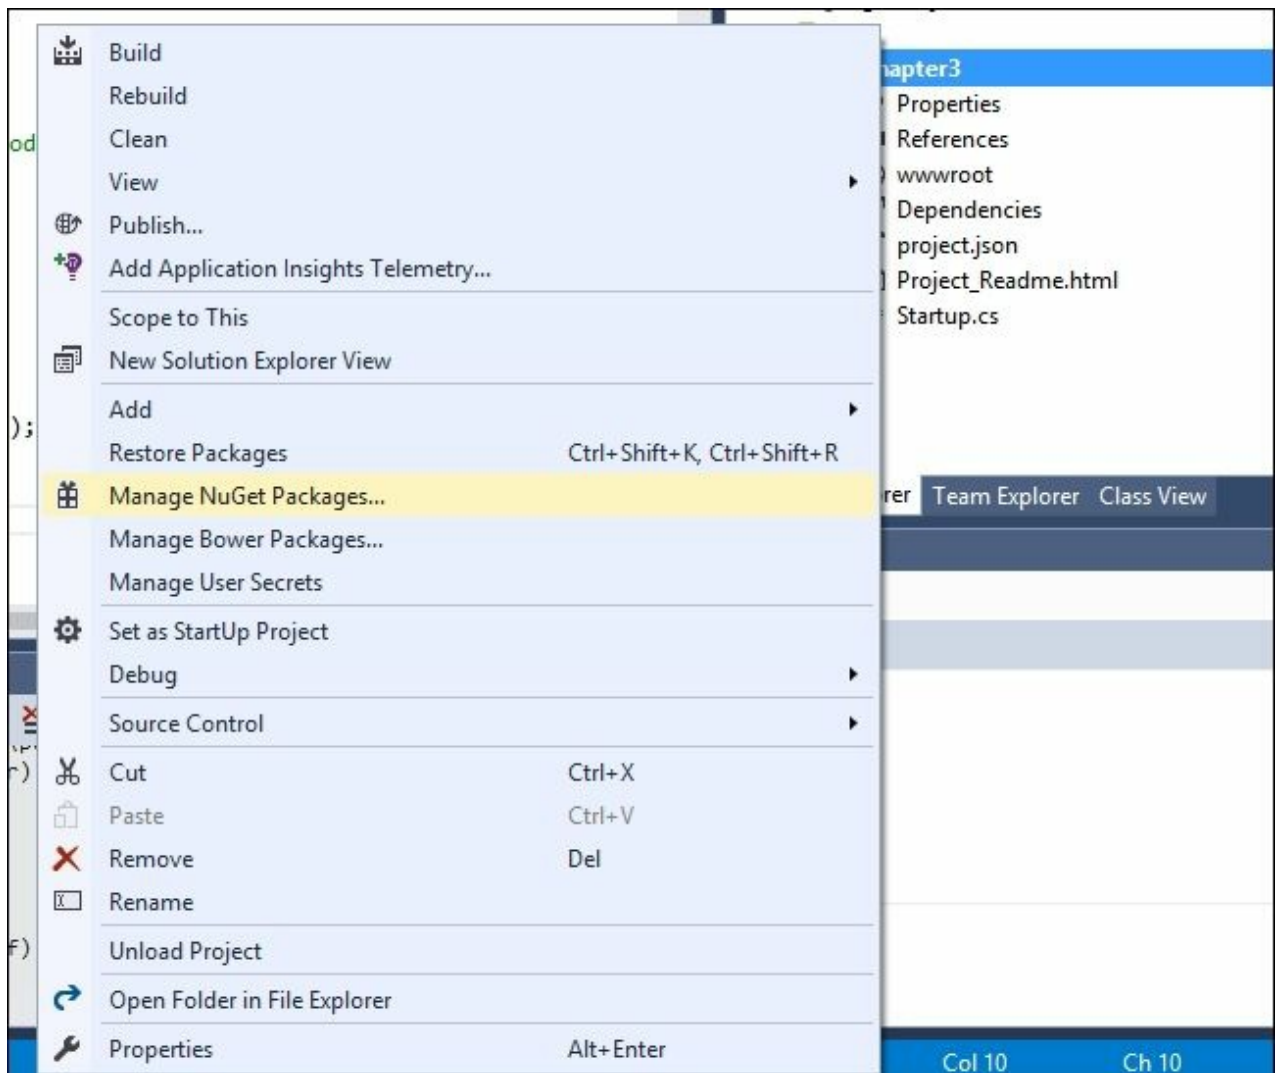 Build
Rebuild
Clean
View
Publish...
Add Application Insights Telemetry...
Scope to This
New Solution Explorer View
Add
Restore Packages Ctrl+Shift+K, Ctrl+Shift+R
Manage NuGet Packages...
Manage Bower Packages...
Manage User Secrets
Set as StartUp Project
Debug
Source Control
Cut Ctrl+X
Paste Ctrl+V
Remove Del
Rename
Unload Project
Open Folder in File Explorer
Properties Alt+Enter
od
);
r)
f)
hapter3
Properties
References
wwwroot
Dependencies
project.json
Project_Readme.html
Startup.cs
rer Team Explorer Class View
Col 10 Ch 10